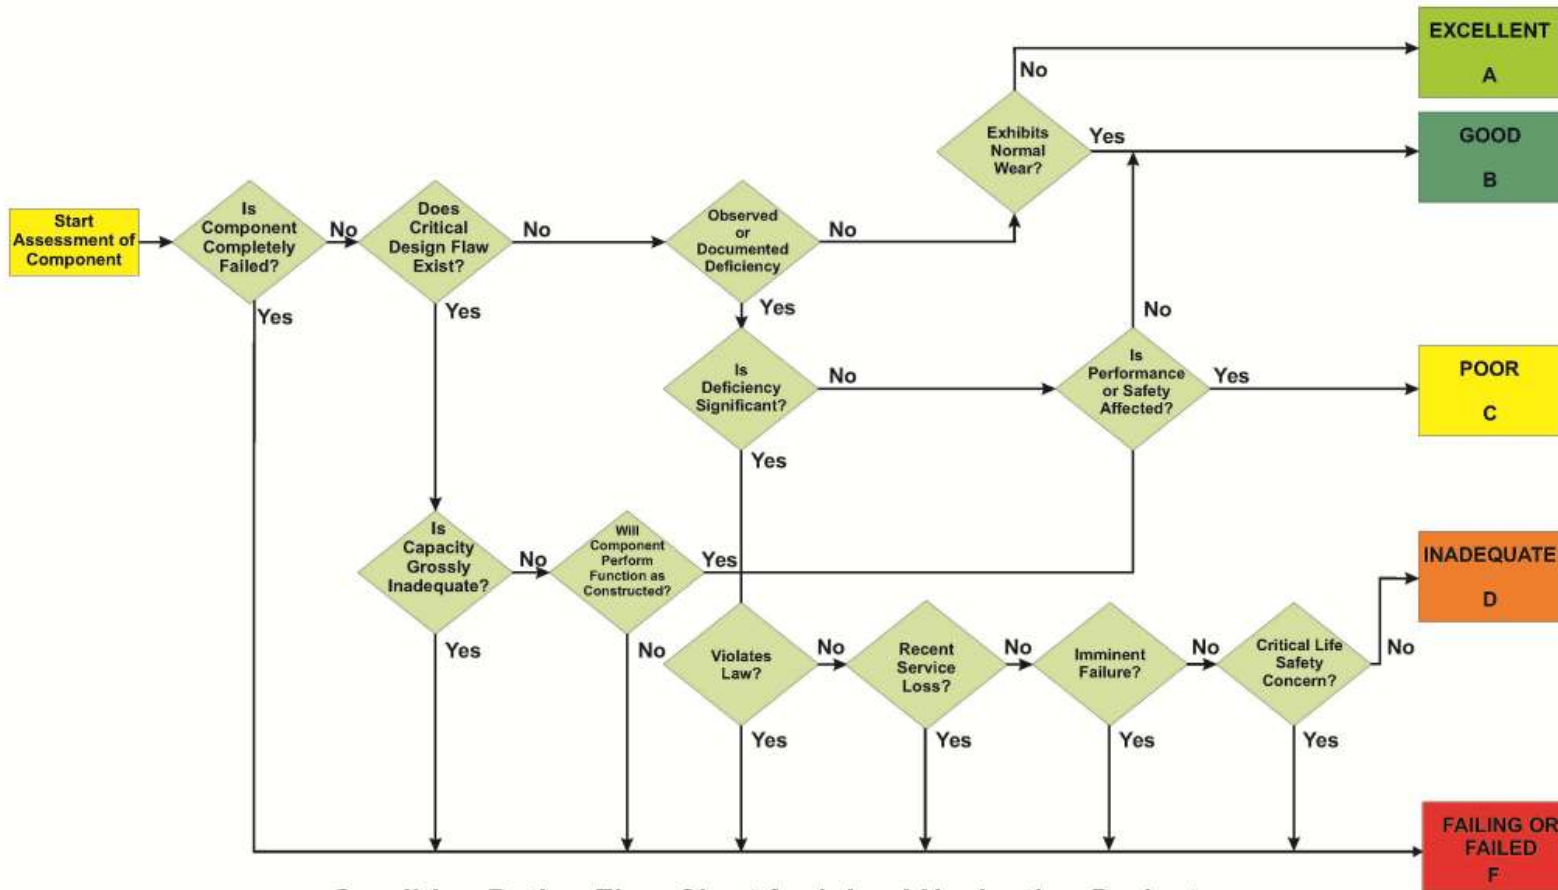 EXCELLENT
A
No
Exhibits
Normal
Wear?
Yes
GOOD
B
Start
Assessment of
Component
Is
Component
Completely
Failed?
No
Yes
Does
Critical
Design Flaw
Exist?
No
Yes
Observed
or
Documented
Deficiency
No
Yes
Is
Deficiency
Significant?
No
Yes
No
Is
Performance
or Safety
Affected?
Yes
POOR
C
Is
Capacity
Grossly
Inadequate?
No
Yes
Will
Component
Perform
Function as
Constructed?
Yes
No
Violates
Law?
No
Yes
Recent
Service
Loss?
No
Yes
Imminent
Failure?
No
Yes
Critical Life
Safety
Concern?
No
Yes
INADEQUATE
D
FAILING OR
FAILED
F